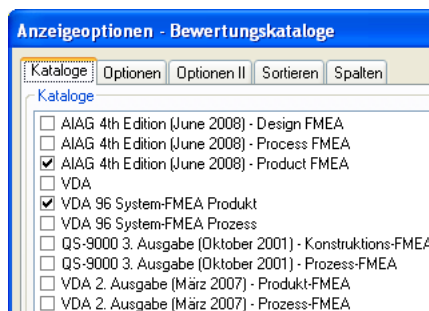 Anzeigeoptionen - Bewertungskataloge
Kataloge Optionen Optionen II Sortieren Spalten
Kataloge
AIAG 4th Edition (June 2008) - Design FMEA
AIAG 4th Edition (June 2008) - Process FMEA
AIAG 4th Edition (June 2008) - Product FMEA
VDA
VDA 96 System-FMEA Produkt
VDA 96 System-FMEA Prozess
QS-9000 3. Ausgabe (Oktober 2001) - Konstruktions-FMEA
QS-9000 3. Ausgabe (Oktober 2001) - Prozess-FMEA
VDA 2. Ausgabe (März 2007) - Produkt-FMEA
VDA 2. Ausgabe (März 2007) - Prozess-FMEA